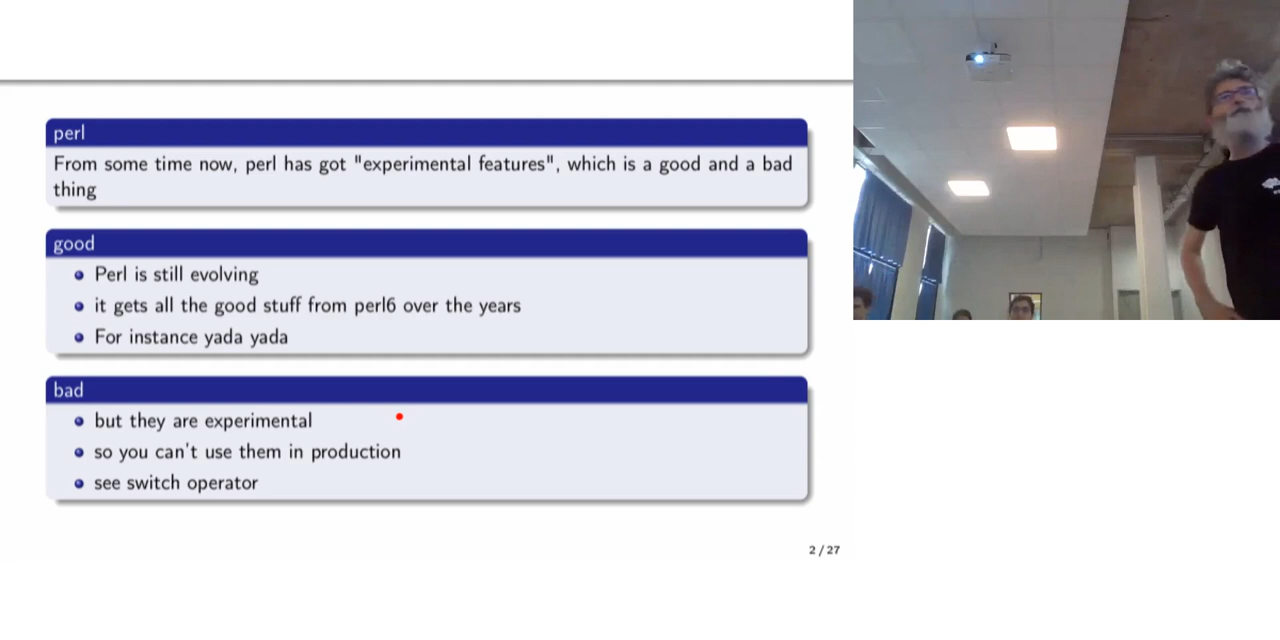 perl
From some time now, perl has got "experimental features", which is a good and a bad
thing
good
Perl is still evolving
it gets all the good stuff from perl6 over the years
For instance yada yada
bad
but they are experimental
so you can't use them in production
see switch operator
2 / 27